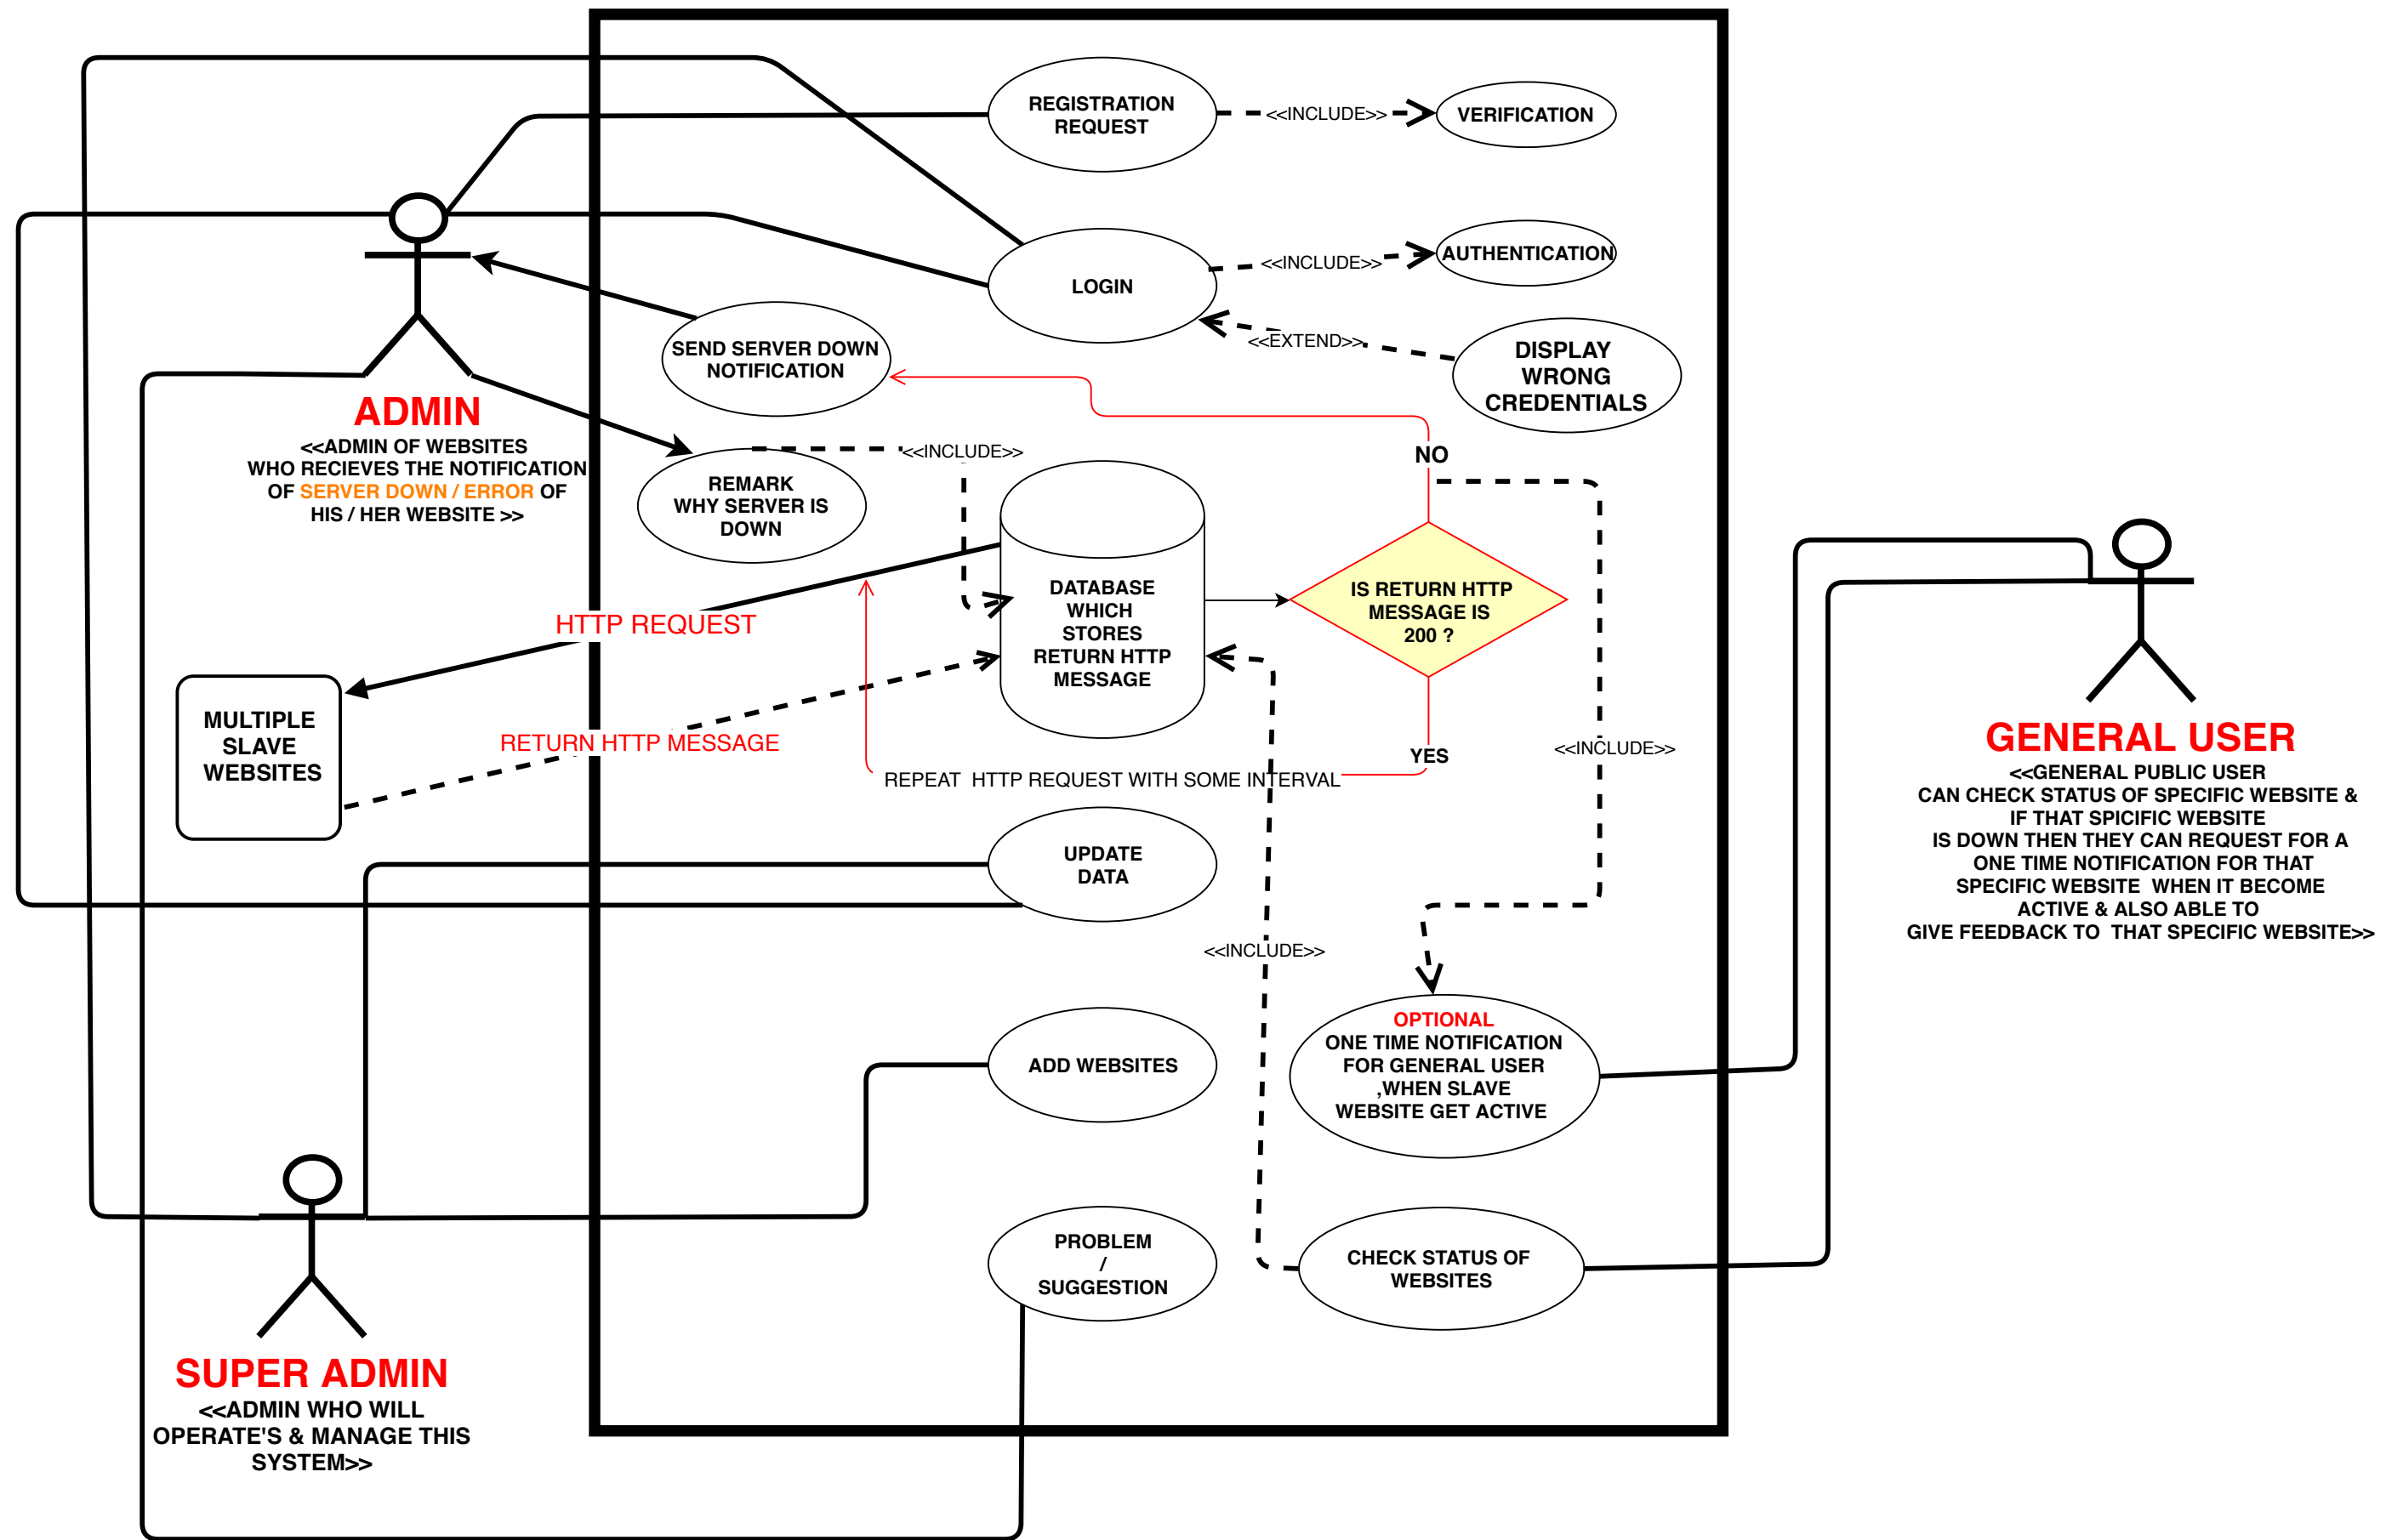 REGISTRATION
REQUEST
<<INCLUDE>>
VERIFICATION
LOGIN
<<INCLUDE>>
AUTHENTICATION
<<EXTEND>>
DISPLAY
WRONG
CREDENTIALS
SEND SERVER DOWN
NOTIFICATION
ADMIN
<<ADMIN OF WEBSITES
WHO RECIEVES THE NOTIFICATION
OF SERVER DOWN / ERROR OF
HIS / HER WEBSITE >>
REMARK
WHY SERVER IS
DOWN
<<INCLUDE>>
NO
DATABASE
WHICH
STORES
RETURN HTTP
MESSAGE
IS RETURN HTTP
MESSAGE IS
200 ?
HTTP REQUEST
MULTIPLE
SLAVE
WEBSITES
RETURN HTTP MESSAGE
YES
REPEAT HTTP REQUEST WITH SOME INTERVAL
<<INCLUDE>>
GENERAL USER
<<GENERAL PUBLIC USER
CAN CHECK STATUS OF SPECIFIC WEBSITE &
IF THAT SPICIFIC WEBSITE
IS DOWN THEN THEY CAN REQUEST FOR A
ONE TIME NOTIFICATION FOR THAT
SPECIFIC WEBSITE WHEN IT BECOME
ACTIVE & ALSO ABLE TO
GIVE FEEDBACK TO THAT SPECIFIC WEBSITE>>
UPDATE
DATA
<<INCLUDE>>
ADD WEBSITES
OPTIONAL
ONE TIME NOTIFICATION
FOR GENERAL USER
,WHEN SLAVE
WEBSITE GET ACTIVE
PROBLEM
/
SUGGESTION
CHECK STATUS OF
WEBSITES
SUPER ADMIN
<<ADMIN WHO WILL
OPERATE'S & MANAGE THIS
SYSTEM>>